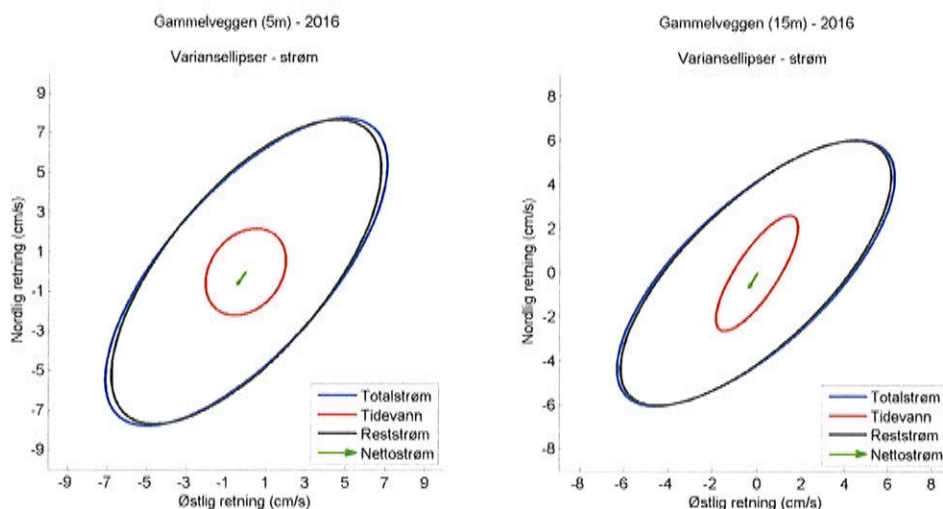 Gammelveggen (5m) - 2016
Variansellipser - strøm
Nordlig retning (cm/s)
9
7
5
3
1
-1
-3
-5
-7
-9
-9 -7 -5 -3 -1 1 3 5 7 9
Østlig retning (cm/s)
Totalstrøm
Tidevann
Reststrøm
Nettostrøm
Gammelveggen (15m) - 2016
Variansellipser - strøm
Nordlig retning (cm/s)
8
6
4
2
0
-2
-4
-6
-8
-8 -6 -4 -2 0 2 4 6 8
Østlig retning (cm/s)
Totalstrøm
Tidevann
Reststrøm
Nettostrøm